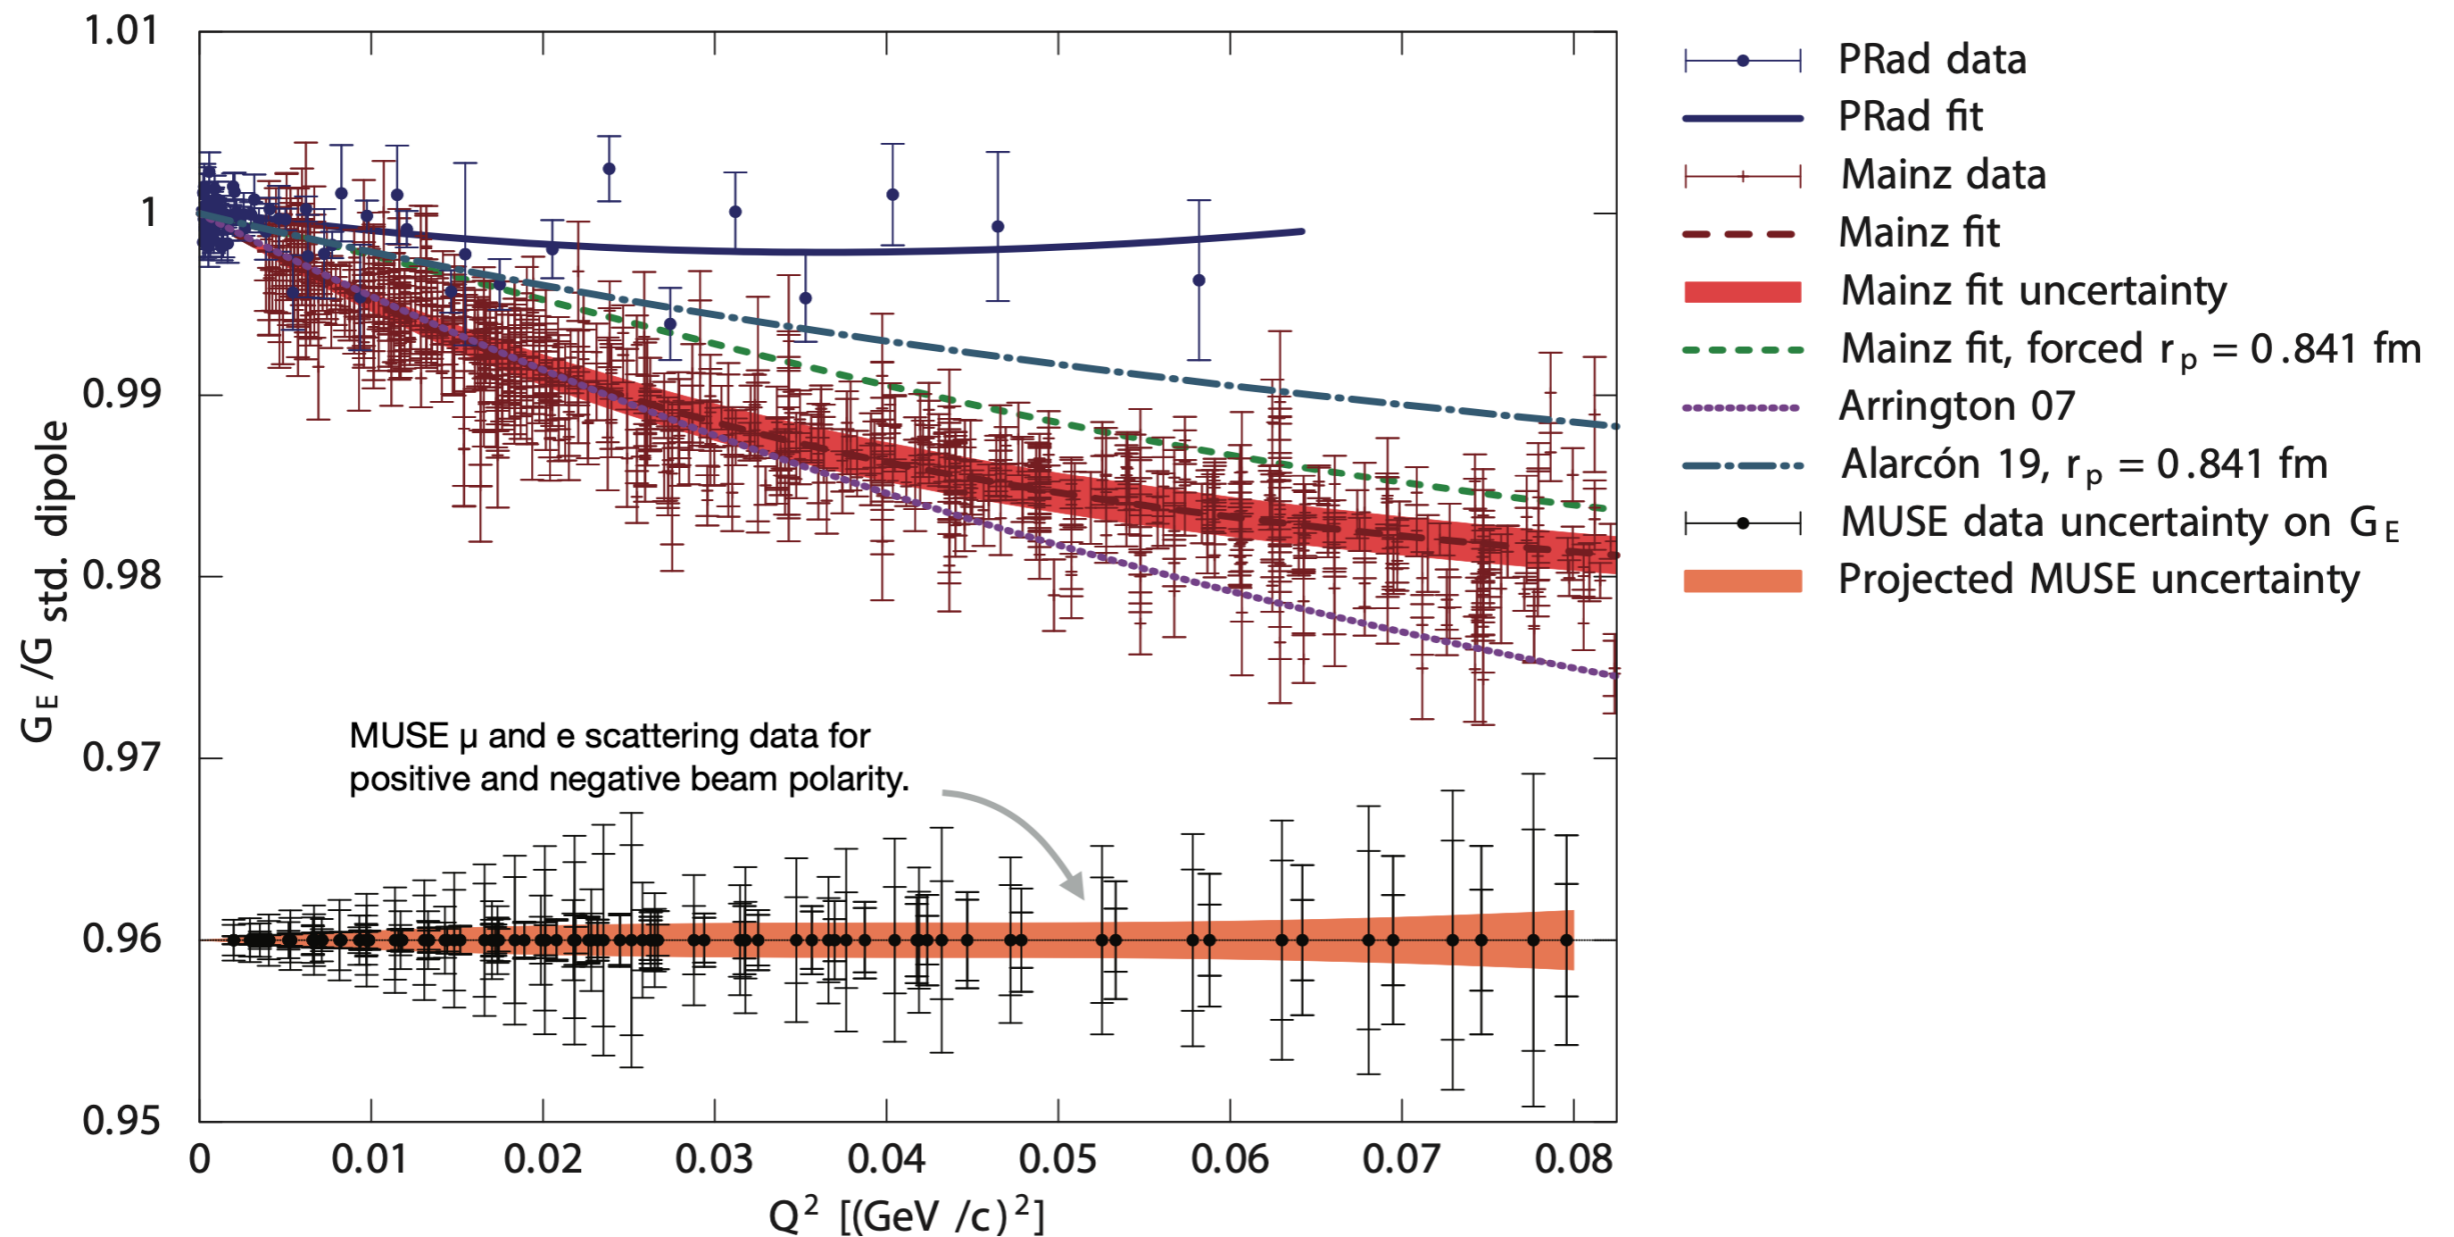 1.01
1
0.99
0.98
0.97
0.96
0.95
G E /G std. dipole
0 0.01 0.02 0.03 0.04 0.05 0.06 0.07 0.08
Q 2 [(GeV /c) 2]
MUSE μ and e scattering data for
positive and negative beam polarity.
PRad data
PRad fit
Mainz data
Mainz fit
Mainz fit uncertainty
Mainz fit, forced r p = 0.841 fm
Arrington 07
Alarcón 19, r p = 0.841 fm
MUSE data uncertainty on G E
Projected MUSE uncertainty